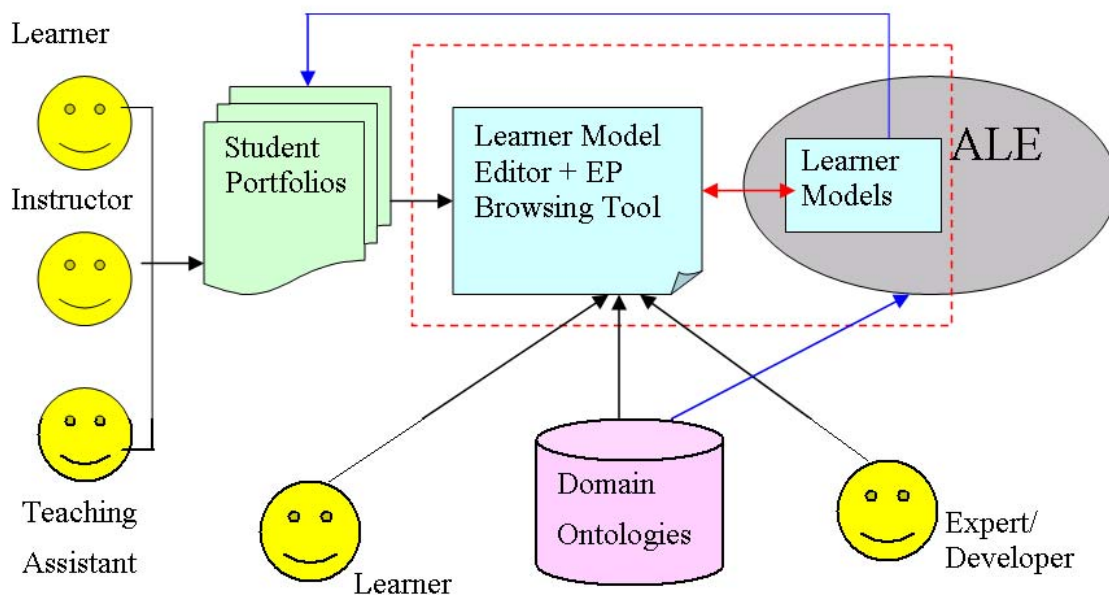 Learner
Instructor
Teaching
Assistant
Student
Portfolios
Learner Model
Editor + EP
Browsing Tool
Learner
Models
ALE
Learner
Domain
Ontologies
Expert/
Developer